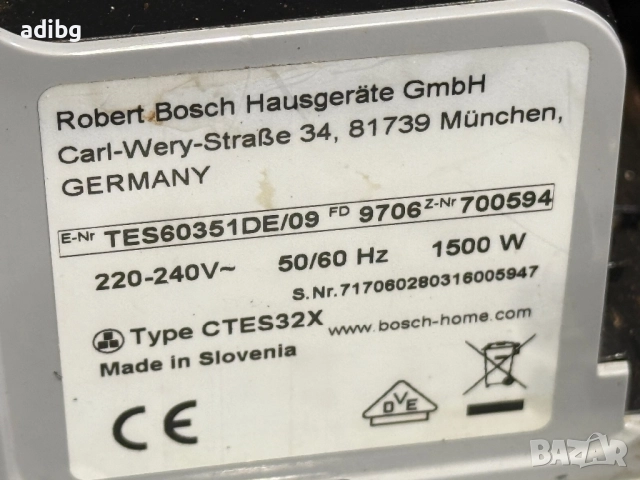 adibg
Robert Bosch Hausgeräte GmbH
Carl-Wery-Straße 34, 81739 München,
GERMANY
E-Nr TES60351DE/09 FD 9706 Z-Nr 700594
220-240V~ 50/60 Hz 1500 W
S.Nr.717060280316005947
Type CTES32X www.bosch-home.com
Made in Slovenia
CE
DVE
BAZAR